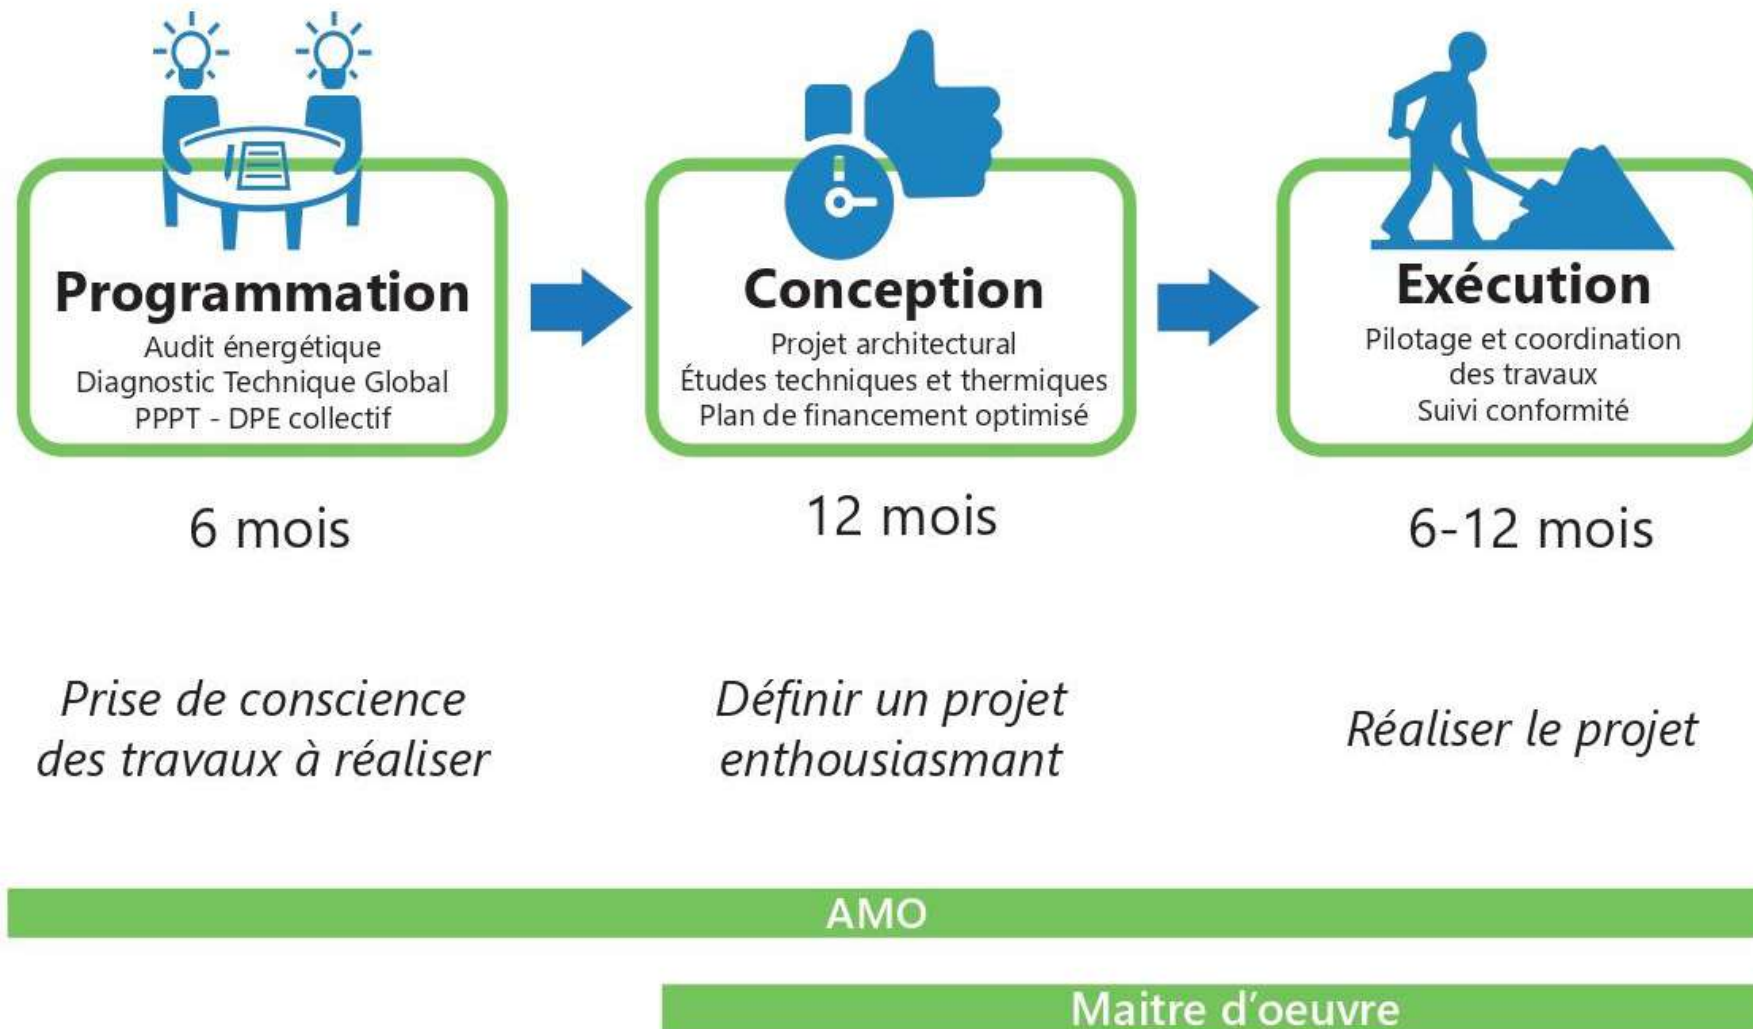 Programmation
Audit énergétique
Diagnostic Technique Global
PPPT - DPE collectif
6 mois
Prise de conscience
des travaux à réaliser
Conception
Projet architectural
Études techniques et thermiques
Plan de financement optimisé
12 mois
Définir un projet
enthousiasmant
Exécution
Pilotage et coordination
des travaux
Suivi conformité
6-12 mois
Réaliser le projet
AMO
Maitre d'oeuvre